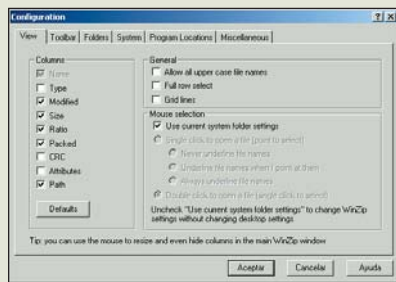 Configuration
View Toolbar Folders System Program Locations Miscellaneous
Columns
Name
Type
Modified
Size
Ratio
Packed
CRC
Attributes
Path
Defaults
General
Allow all upper case file names
Full row select
Grid lines
Mouse selection
Use current system folder settings
Single click to open a file (point to select)
Never underline file names
Underline file names when I point at them
Always underline file names
Double click to open a file (single click to select)
Uncheck "Use current system folder settings" to change WinZip
settings without changing desktop settings
Tip: you can use the mouse to resize and even hide columns in the main WinZip window
Aceptar Cancelar Ayuda